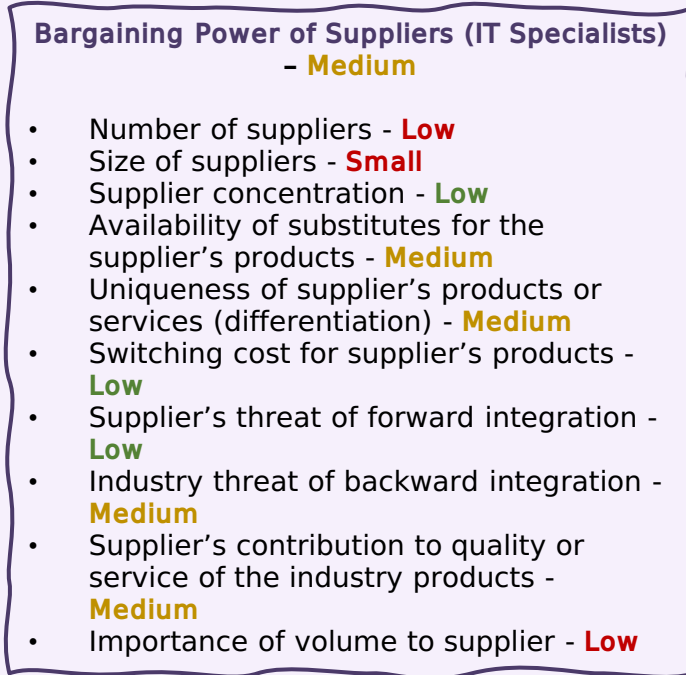 Bargaining Power of Suppliers (IT Specialists)
– Medium
• Number of suppliers - Low
• Size of suppliers - Small
• Supplier concentration - Low
• Availability of substitutes for the
supplier’s products - Medium
• Uniqueness of supplier’s products or
services (differentiation) - Medium
• Switching cost for supplier’s products -
Low
• Supplier’s threat of forward integration -
Low
• Industry threat of backward integration -
Medium
• Supplier’s contribution to quality or
service of the industry products -
Medium
• Importance of volume to supplier - Low